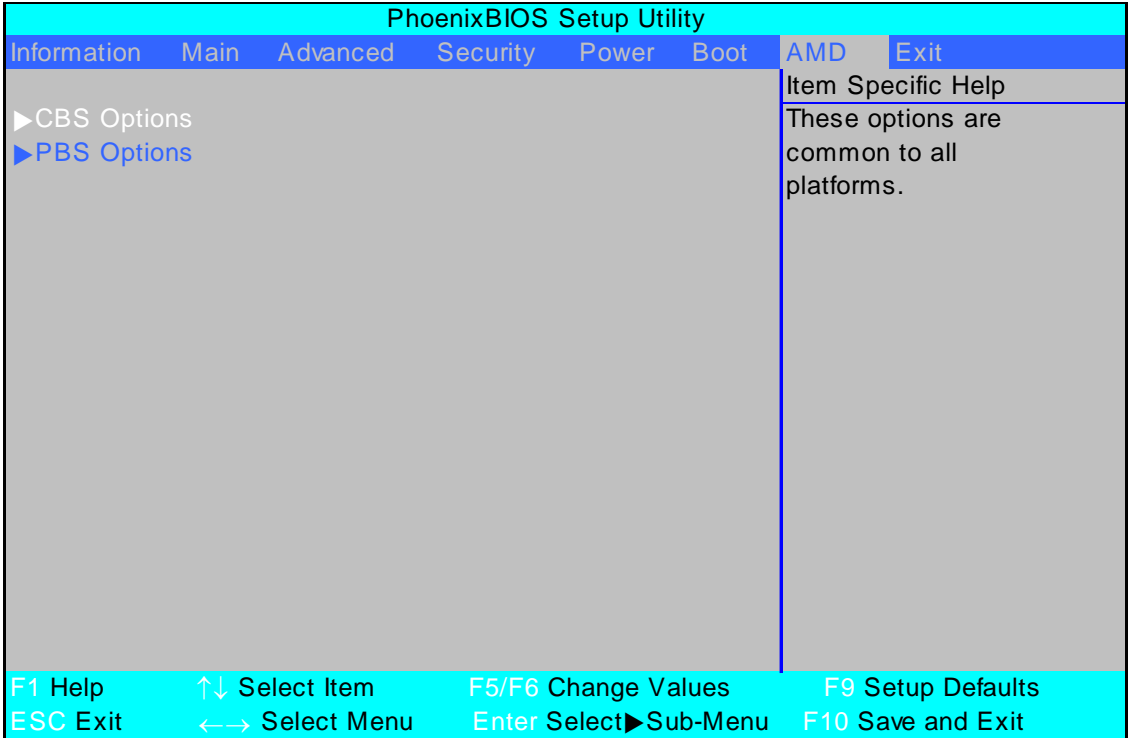 PhoenixBIOS Setup Utility
Information Main Advanced Security Power Boot AMD Exit
Item Specific Help
▶CBS Options
▶PBS Options
These options are
common to all
platforms.
F1 Help ↑↓ Select Item F5/F6 Change Values F9 Setup Defaults
ESC Exit ←→ Select Menu Enter Select▶Sub-Menu F10 Save and Exit